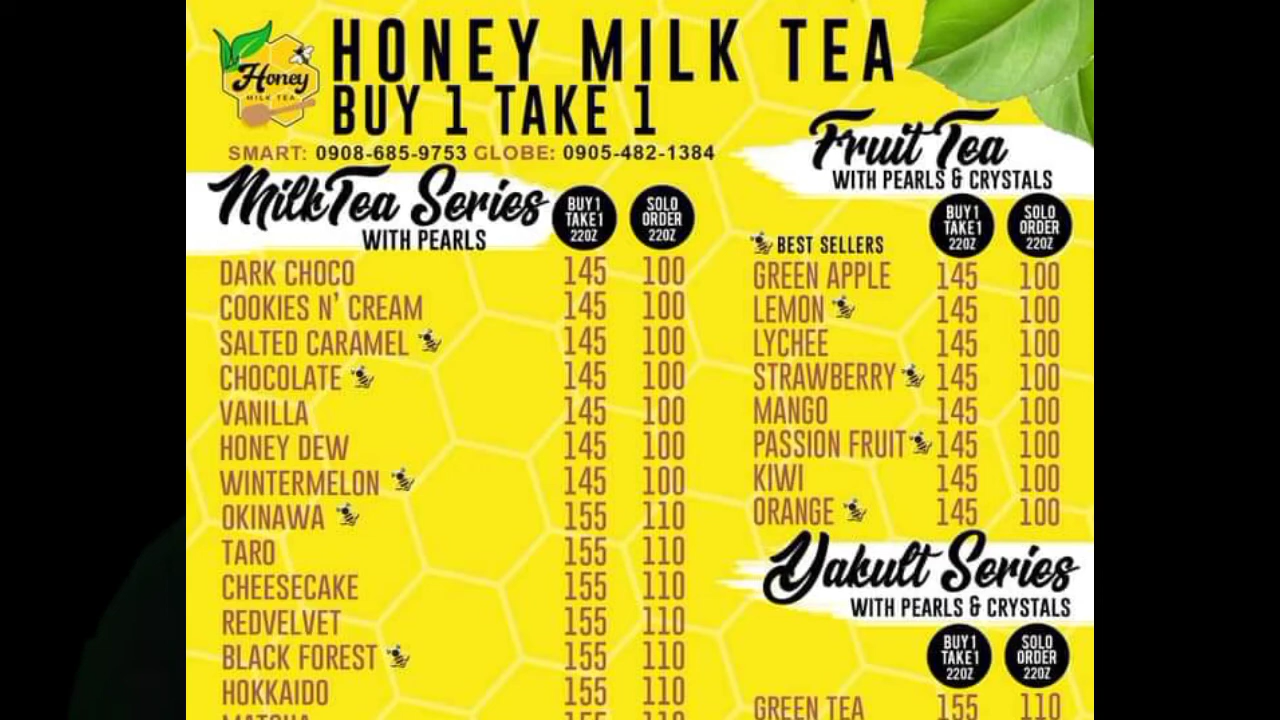 Honey
MILK TEA
HONEY MILK TEA
BUY 1 TAKE 1
SMART: 0908-685-9753 GLOBE: 0905-482-1384
MilkTea Series
WITH PEARLS
BUY 1 TAKE 1 22OZ
SOLO ORDER 22OZ
DARK CHOCO 145 100
COOKIES N' CREAM 145 100
SALTED CARAMEL 145 100
CHOCOLATE 145 100
VANILLA 145 100
HONEY DEW 145 100
WINTERMELON 145 100
OKINAWA 155 110
TARO 155 110
CHEESECAKE 155 110
REDVELVET 155 110
BLACK FOREST 155 110
HOKKAIDO 155 110
MATCHA 155 110
Fruit Tea
WITH PEARLS & CRYSTALS
BUY 1 TAKE1 22OZ
SOLO ORDER 22OZ
BEST SELLERS
GREEN APPLE 145 100
LEMON 145 100
LYCHEE 145 100
STRAWBERRY 145 100
MANGO 145 100
PASSION FRUIT 145 100
KIWI 145 100
ORANGE 145 100
Yakult Series
WITH PEARLS & CRYSTALS
BUY 1 TAKE1 22OZ
SOLO ORDER 22OZ
GREEN TEA 155 110